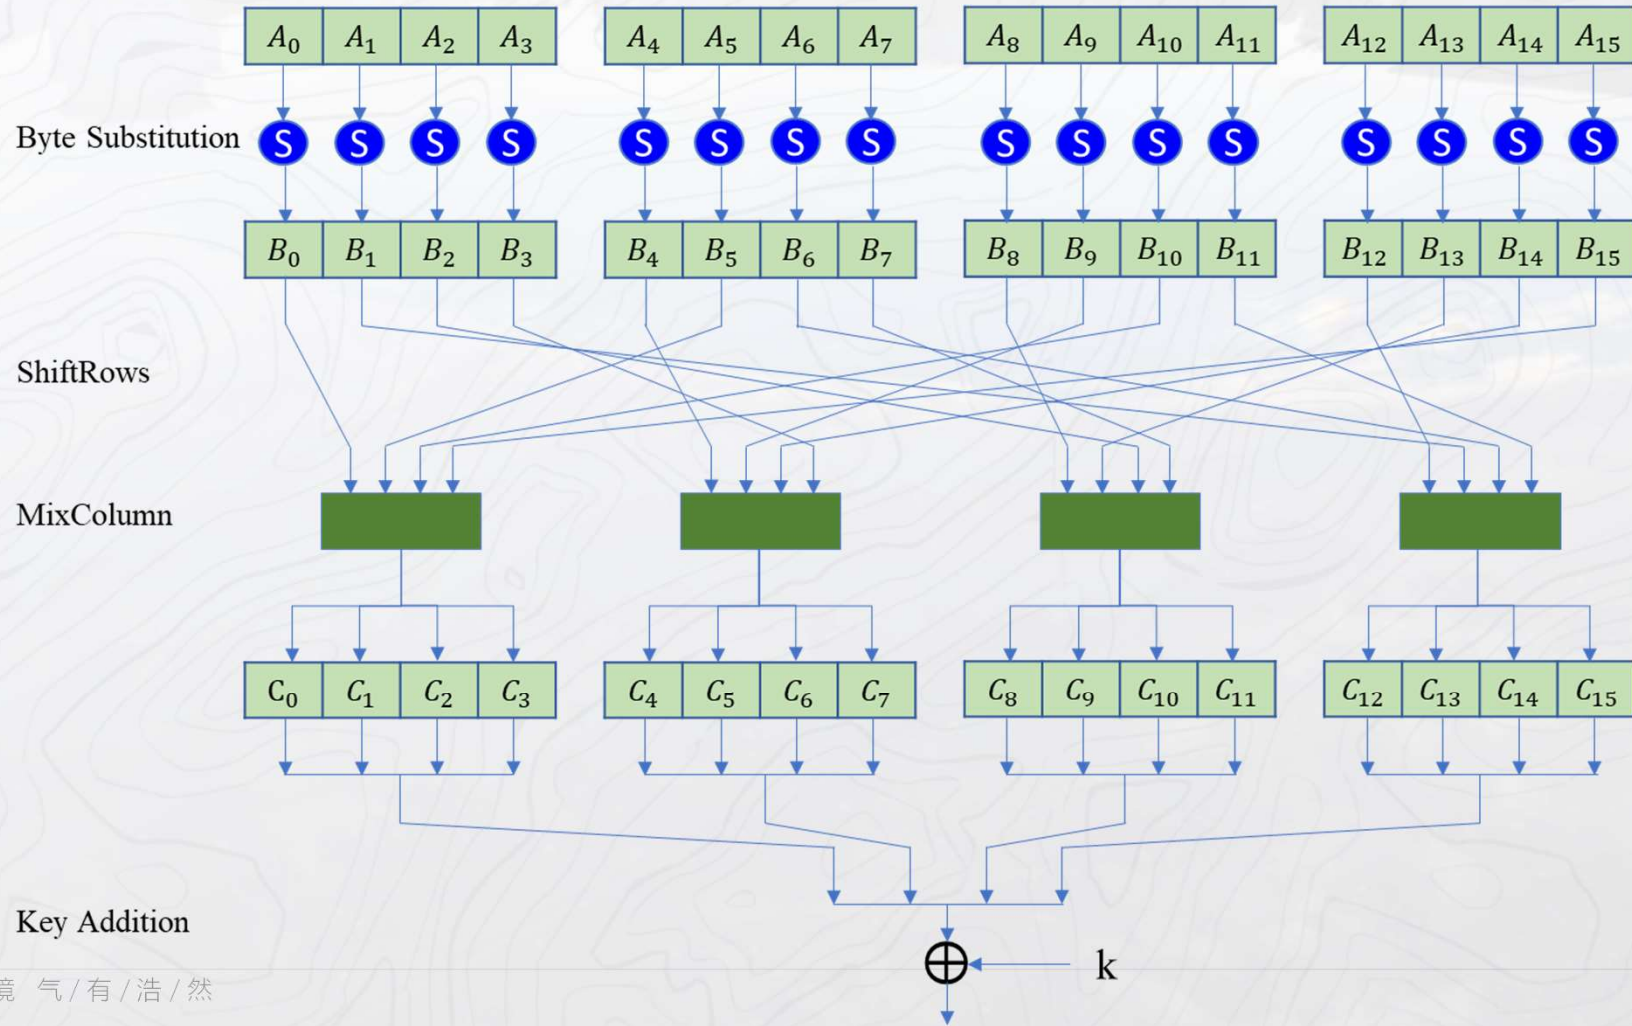 A0 A1 A2 A3 A4 A5 A6 A7 A8 A9 A10 A11 A12 A13 A14 A15
Byte Substitution S S S S S S S S S S S S S S S S
B0 B1 B2 B3 B4 B5 B6 B7 B8 B9 B10 B11 B12 B13 B14 B15
ShiftRows
MixColumn
C0 C1 C2 C3 C4 C5 C6 C7 C8 C9 C10 C11 C12 C13 C14 C15
Key Addition
k
境 气/有/浩/然